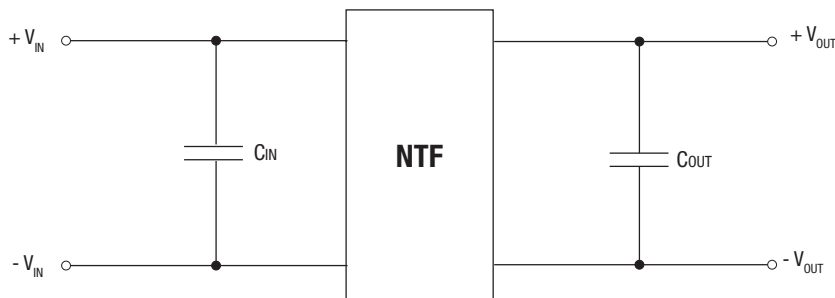 + VIN
+ VOUT
CIN
NTF
COUT
- VIN
- VOUT